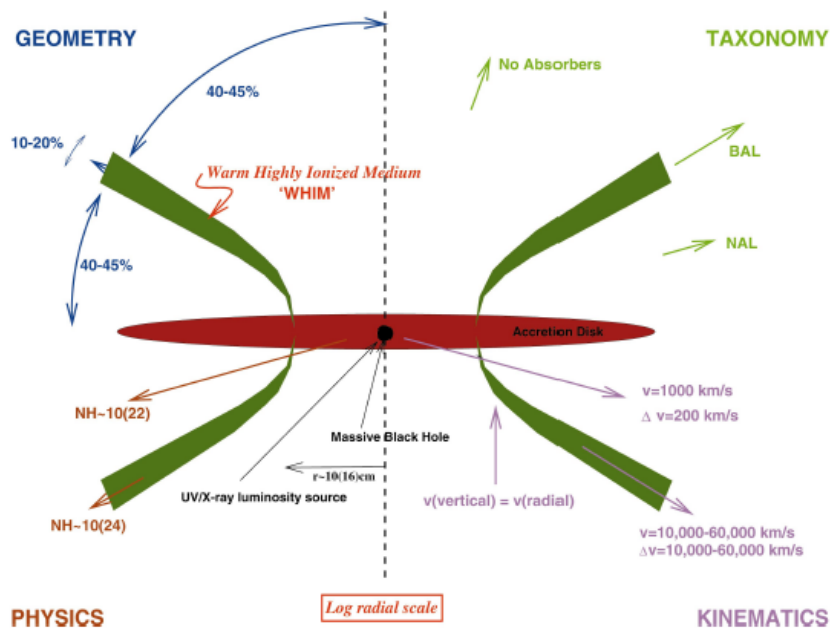 GEOMETRY
TAXONOMY
40-45%
No Absorbers
10-20%
BAL
Warm Highly Ionized Medium
'WHIM'
NAL
40-45%
Accretion Disk
v=1000 km/s
Δ v=200 km/s
NH~10(22)
Massive Black Hole
r~10(16)cm
UV/X-ray luminosity source
v(vertical) = v(radial)
NH~10(24)
v=10,000-60,000 km/s
Δv=10,000-60,000 km/s
PHYSICS
Log radial scale
KINEMATICS